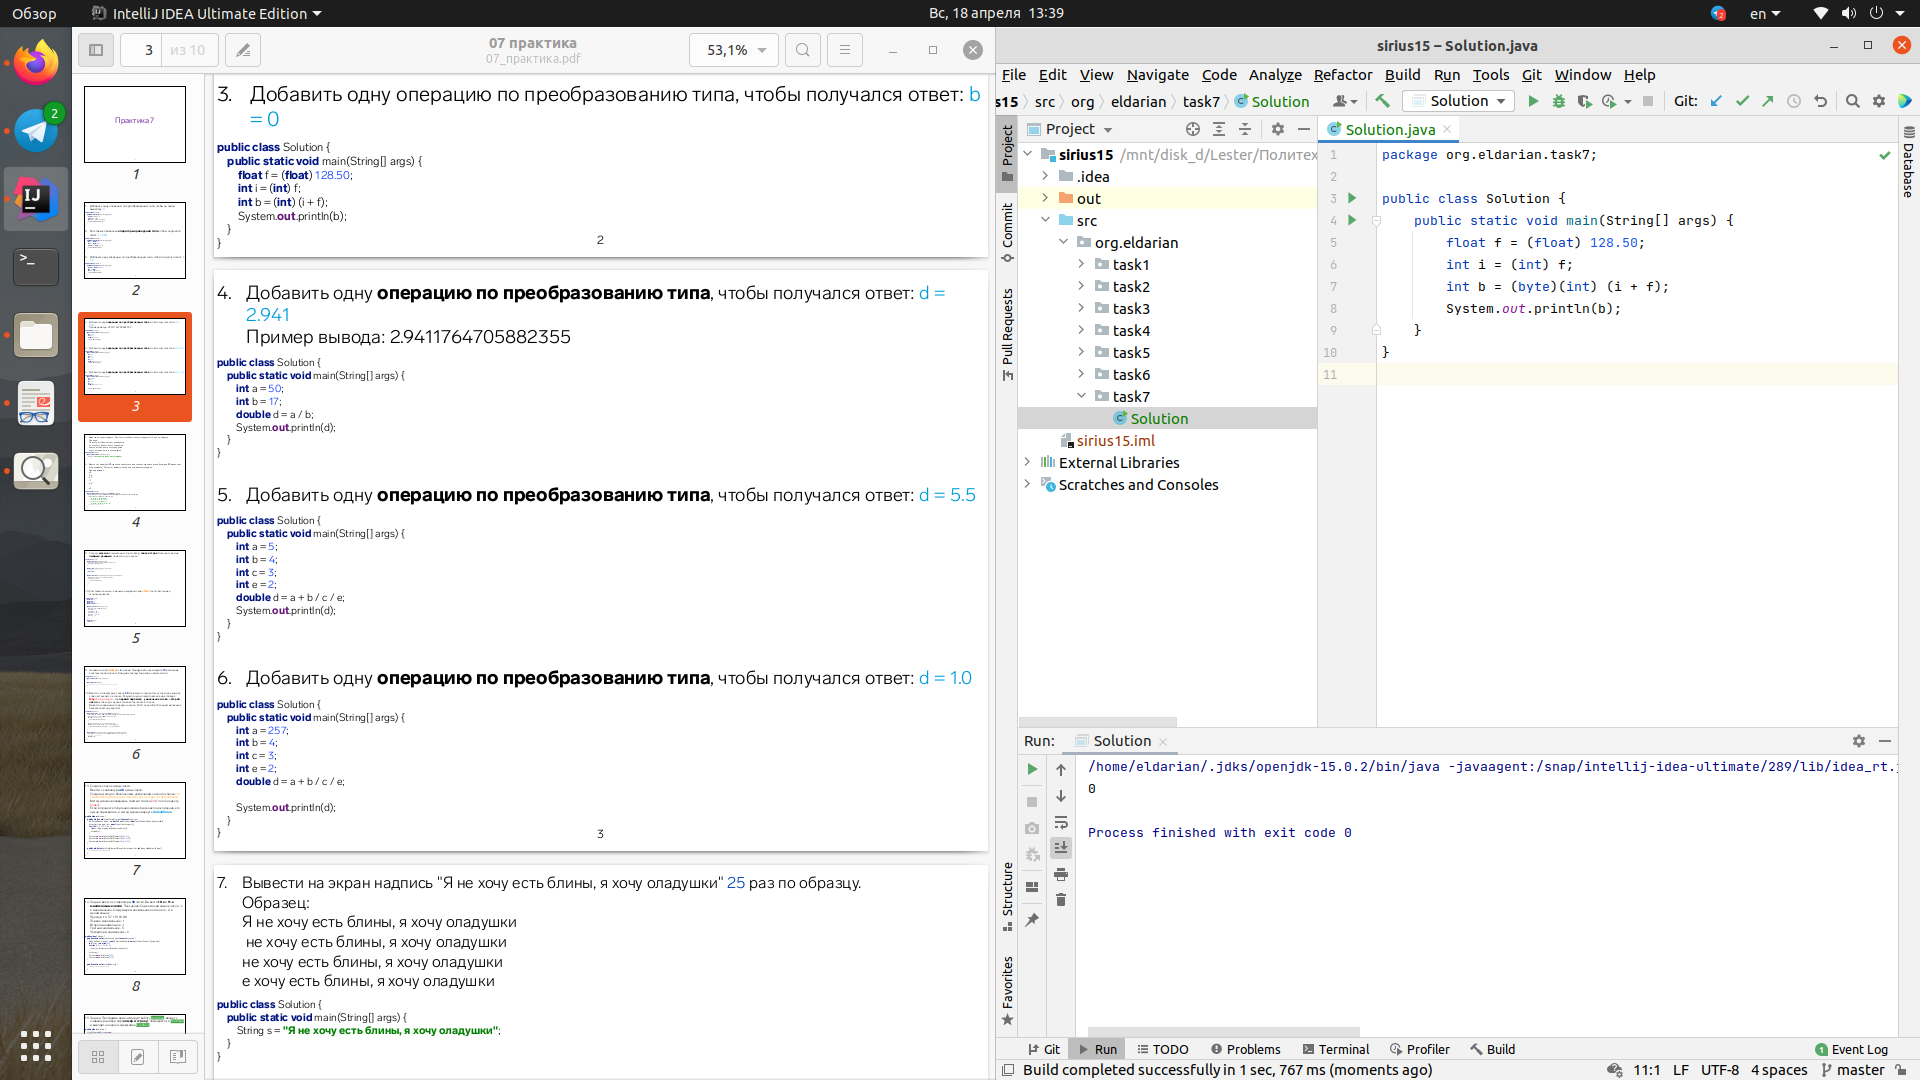 Обзор
IntelliJ IDEA Ultimate Edition
Вс, 18 апреля 13:39
en
2
3
из 10
07 практика
07_практика.pdf
53,1%
Практика 7
1
2
3
4
5
6
7
8
3. Добавить одну операцию по преобразованию типа, чтобы получался ответ: b
= 0
public class Solution {
public static void main(String[] args) {
float f = (float) 128.50;
int i = (int) f;
int b = (int) (i + f);
System.out.println(b);
}
}
2
4. Добавить одну операцию по преобразованию типа, чтобы получался ответ: d =
2.941
Пример вывода: 2.9411764705882355
public class Solution {
public static void main(String[] args) {
int a = 50;
int b = 17;
double d = a / b;
System.out.println(d);
}
}
5. Добавить одну операцию по преобразованию типа, чтобы получался ответ: d = 5.5
public class Solution {
public static void main(String[] args) {
int a = 5;
int b = 4;
int c = 3;
int e = 2;
double d = a + b / c / e;
System.out.println(d);
}
}
6. Добавить одну операцию по преобразованию типа, чтобы получался ответ: d = 1.0
public class Solution {
public static void main(String[] args) {
int a = 257;
int b = 4;
int c = 3;
int e = 2;
double d = a + b / c / e;
System.out.println(d);
}
}
3
7. Вывести на экран надпись "Я не хочу есть блины, я хочу оладушки" 25 раз по образцу.
Образец:
Я не хочу есть блины, я хочу оладушки
не хочу есть блины, я хочу оладушки
не хочу есть блины, я хочу оладушки
е хочу есть блины, я хочу оладушки
public class Solution {
public static void main(String[] args) {
String s = "Я не хочу есть блины, я хочу оладушки";
}
}
sirius15 – Solution.java
File Edit View Navigate Code Analyze Refactor Build Run Tools Git Window Help
s15 src org eldarian task7 Solution
Solution
Git:
Project
Commit
Pull Requests
Structure
Favorites
Database
Project
sirius15 /mnt/disk_d/Lester/Политех
.idea
out
src
org.eldarian
task1
task2
task3
task4
task5
task6
task7
Solution
sirius15.iml
External Libraries
Scratches and Consoles
Solution.java
1 package org.eldarian.task7;
2
3 public class Solution {
4 public static void main(String[] args) {
5 float f = (float) 128.50;
6 int i = (int) f;
7 int b = (byte)(int) (i + f);
8 System.out.println(b);
9 }
10 }
11
Run: Solution
/home/eldarian/.jdks/openjdk-15.0.2/bin/java -javaagent:/snap/intellij-idea-ultimate/289/lib/idea_rt.
0
Process finished with exit code 0
Git Run TODO Problems Terminal Profiler Build
1 Event Log
Build completed successfully in 1 sec, 767 ms (moments ago)
11:1 LF UTF-8 4 spaces master